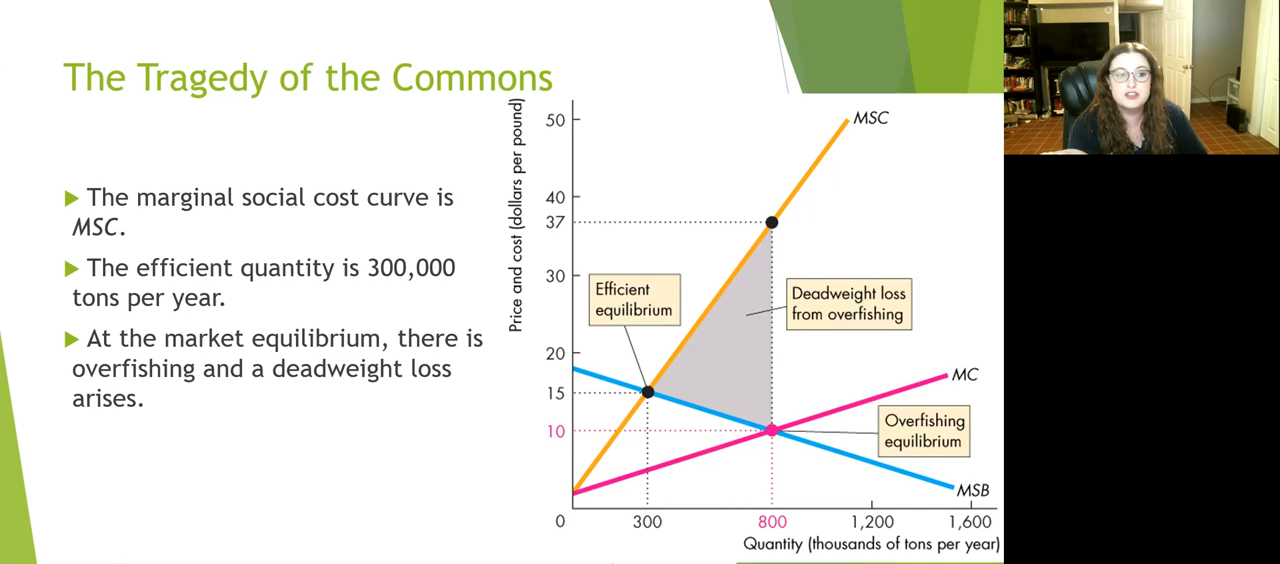 The Tragedy of the Commons
The marginal social cost curve is
MSC.
The efficient quantity is 300,000
tons per year.
At the market equilibrium, there is
overfishing and a deadweight loss
arises.
Price and cost (dollars per pound)
50
40
37
30
20
15
10
MSC
Efficient
equilibrium
Deadweight loss
from overfishing
MC
Overfishing
equilibrium
MSB
0
300
800
1,200
1,600
Quantity (thousands of tons per year)